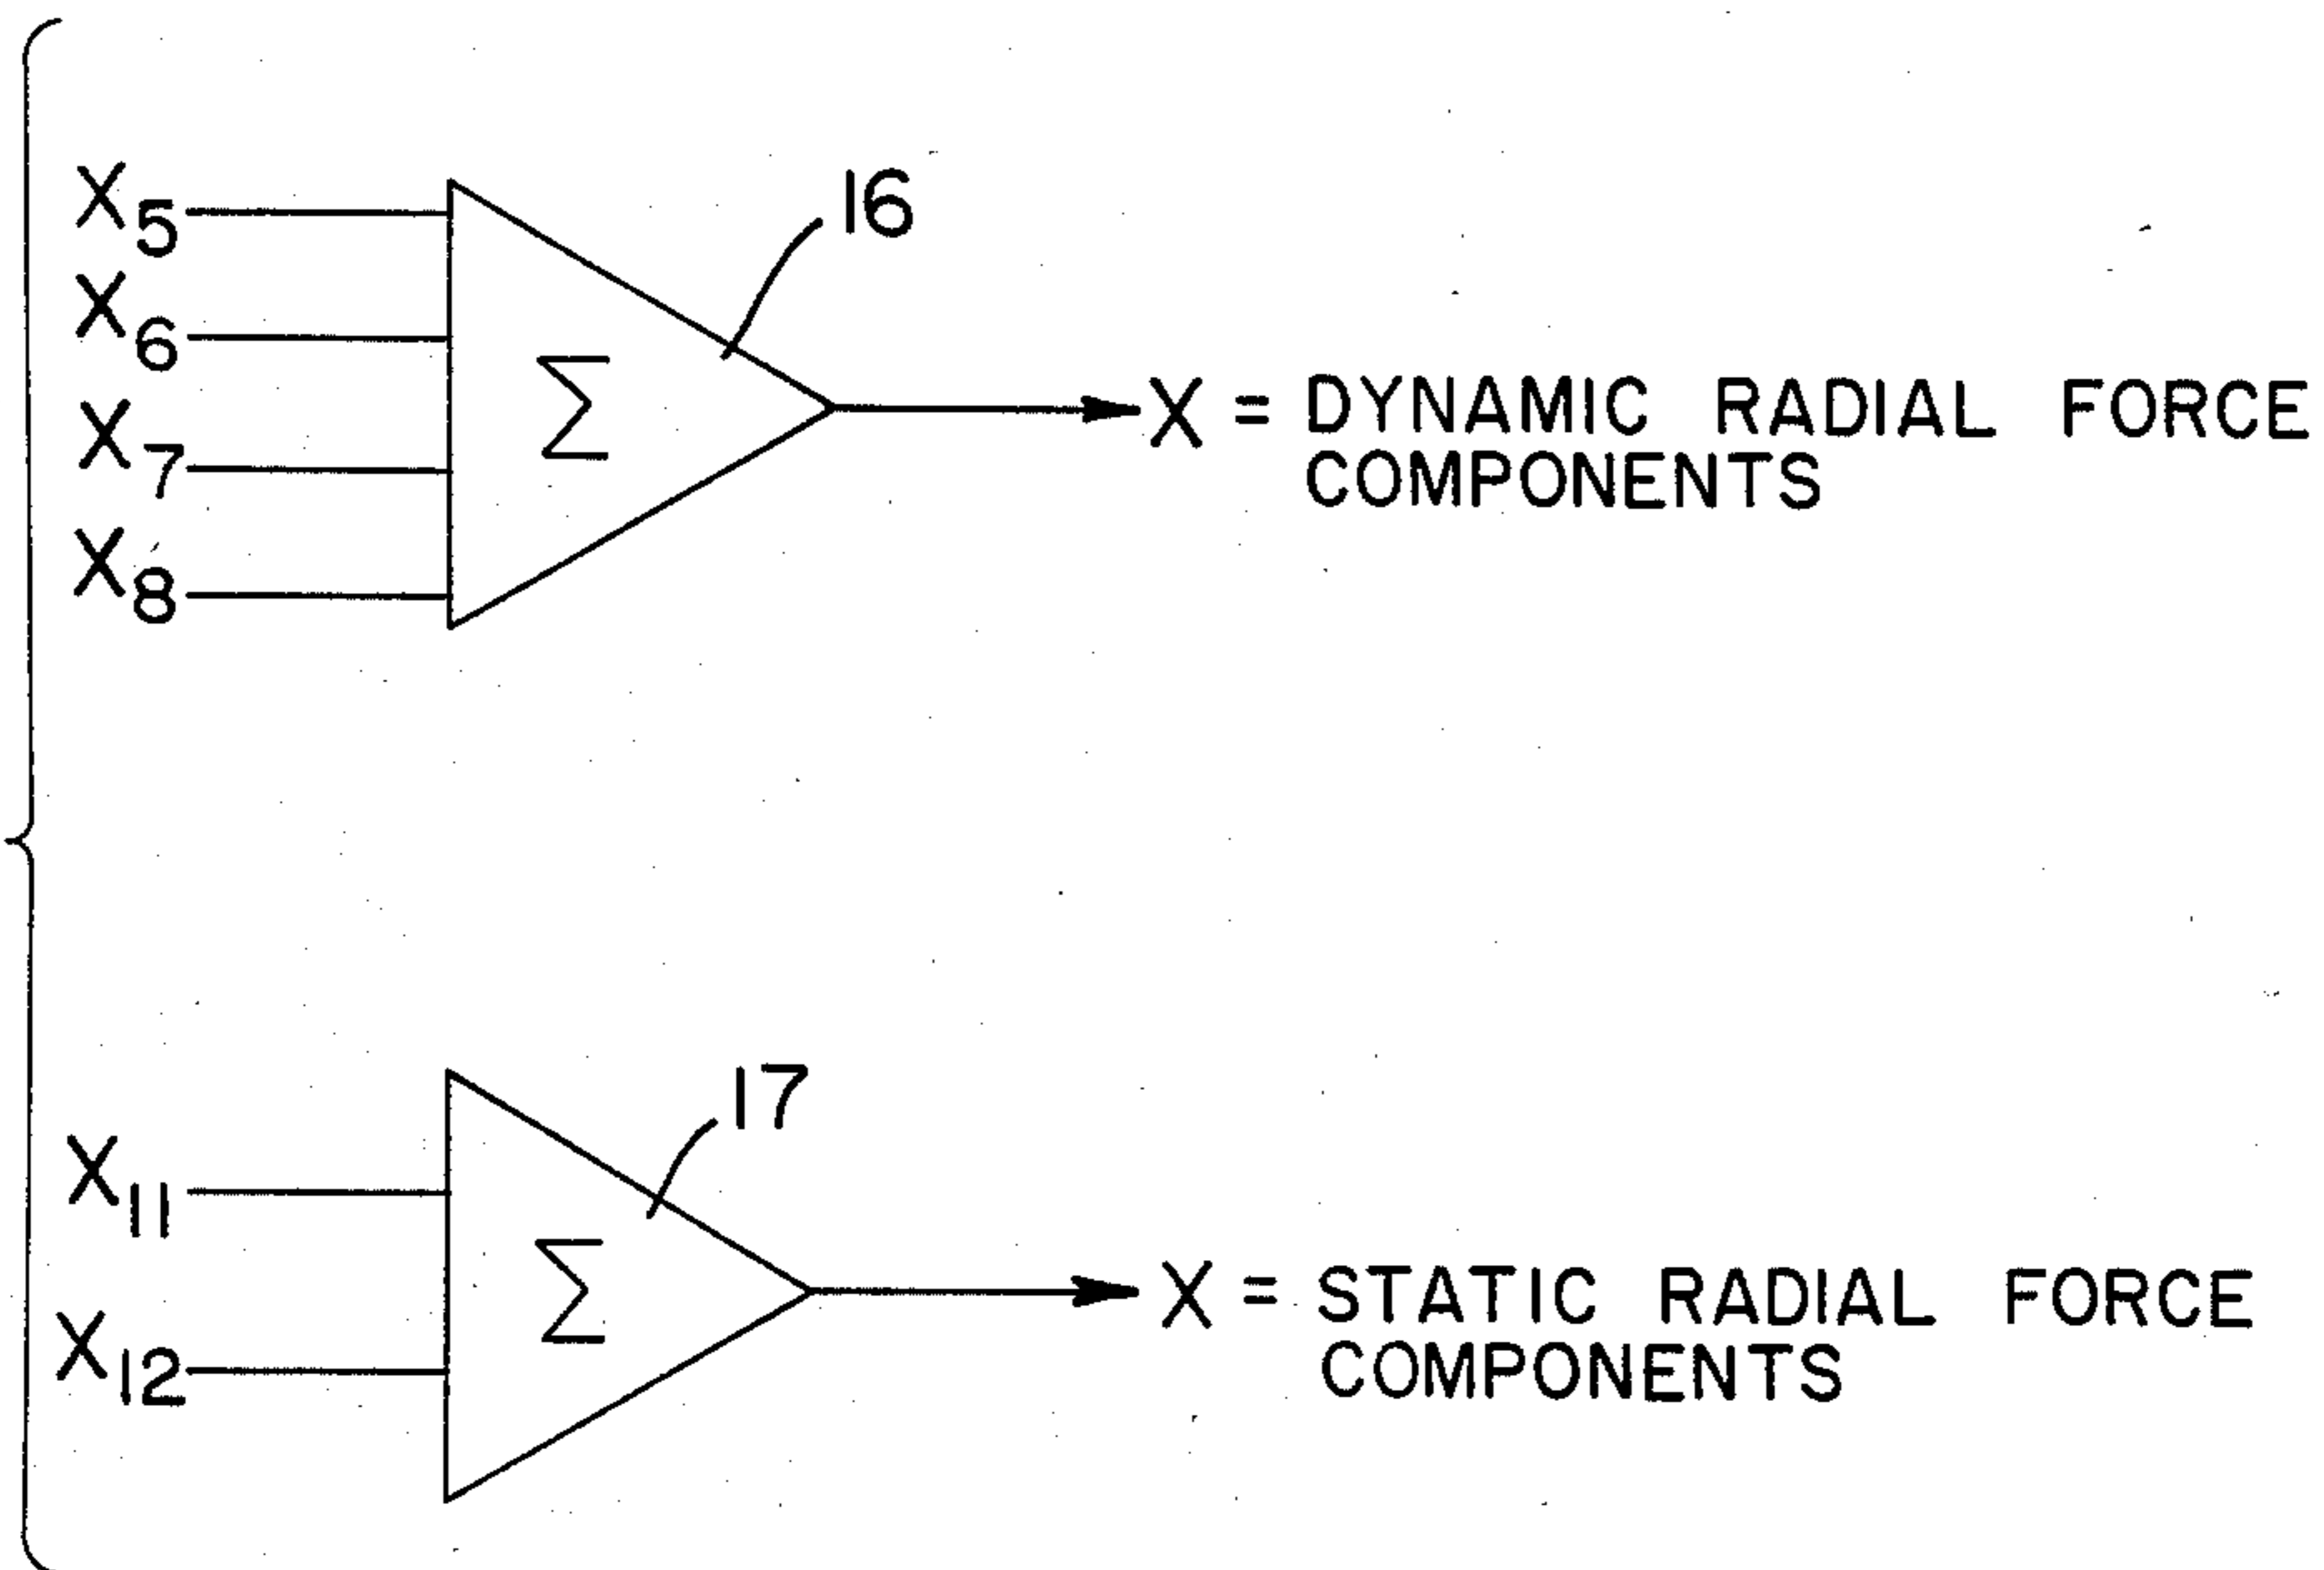 X5
16
X6
Σ
X7
X = DYNAMIC RADIAL FORCE
COMPONENTS
X8
17
X11
Σ
X12
X = STATIC RADIAL FORCE
COMPONENTS